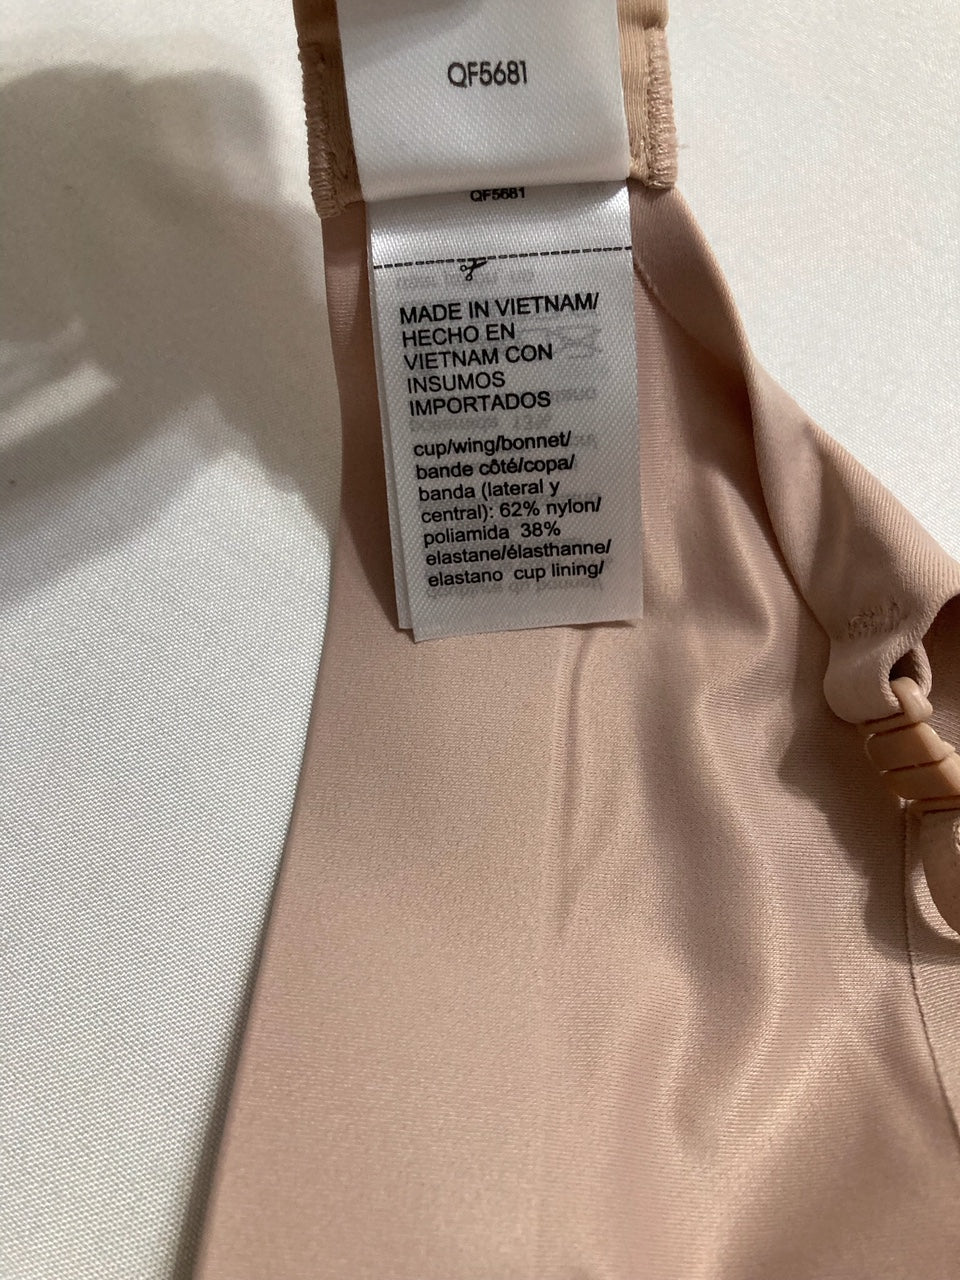 QF5681
QF5681
MADE IN VIETNAM/
HECHO EN
VIETNAM CON
INSUMOS
IMPORTADOS
cup/wing/bonnet/
bande côté/copa/
banda (lateral y
central): 62% nylon/
poliamida 38%
elastane/élasthanne/
elastano cup lining/